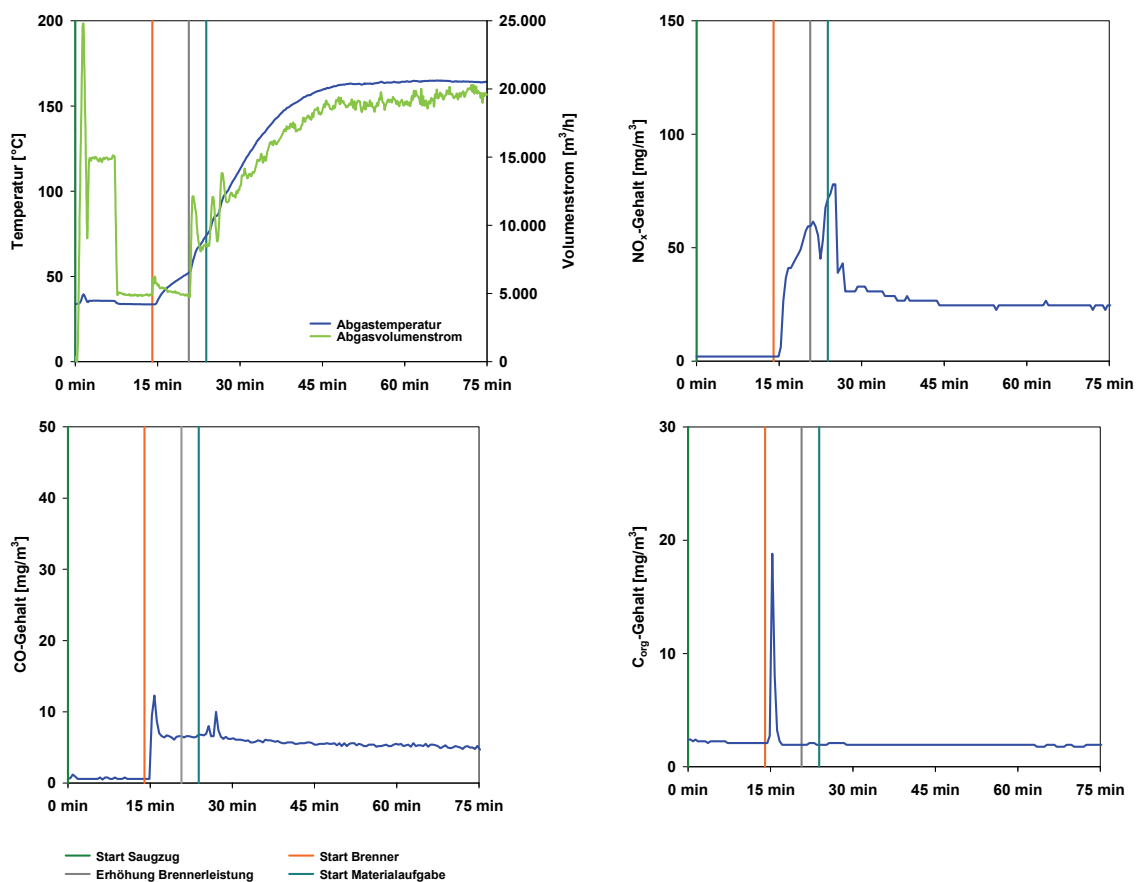 Temperatur [°C]
200
150
100
50
0
25.000
20.000
15.000
10.000
5.000
0
Volumenstrom [m³/h]
Abgastemperatur
Abgasvolumenstrom
0 min 15 min 30 min 45 min 60 min 75 min
NOₓ-Gehalt [mg/m³]
150
100
50
0
0 min 15 min 30 min 45 min 60 min 75 min
CO-Gehalt [mg/m³]
50
40
30
20
10
0
0 min 15 min 30 min 45 min 60 min 75 min
C_org-Gehalt [mg/m³]
30
20
10
0
0 min 15 min 30 min 45 min 60 min 75 min
Start Saugzug Start Brenner
Erhöhung Brennerleistung Start Materialaufgabe